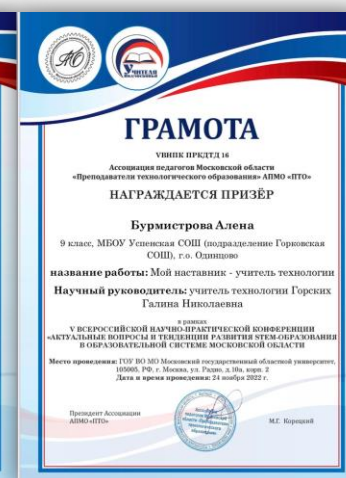 УЧИТЕЛЯ
ГРАМОТА
VВНПК ПРКДТД 16
Ассоциация педагогов Московской области
«Преподаватели технологического образования» АПМО «ПТО»
НАГРАЖДАЕТСЯ ПРИЗЁР
Бурмистрова Алена
9 класс, МБОУ Успенская СОШ (подразделение Горковская
СОШ), г.о. Одинцово
название работы: Мой наставник - учитель технологии
Научный руководитель: учитель технологии Горских
Галина Николаевна
в рамках
V ВСЕРОССИЙСКОЙ НАУЧНО-ПРАКТИЧЕСКОЙ КОНФЕРЕНЦИИ
«АКТУАЛЬНЫЕ ВОПРОСЫ И ТЕНДЕНЦИИ РАЗВИТИЯ STEM-ОБРАЗОВАНИЯ
В ОБРАЗОВАТЕЛЬНОЙ СИСТЕМЕ МОСКОВСКОЙ ОБЛАСТИ
Место проведения: ГОУ ВО МО Московский государственный областной университет,
105005, РФ, г. Москва, ул. Радио, д.10а, корп. 2
Дата и время проведения: 24 ноября 2022 г.
Президент Ассоциации
АПМО «ПТО»
М.Г. Корецкий